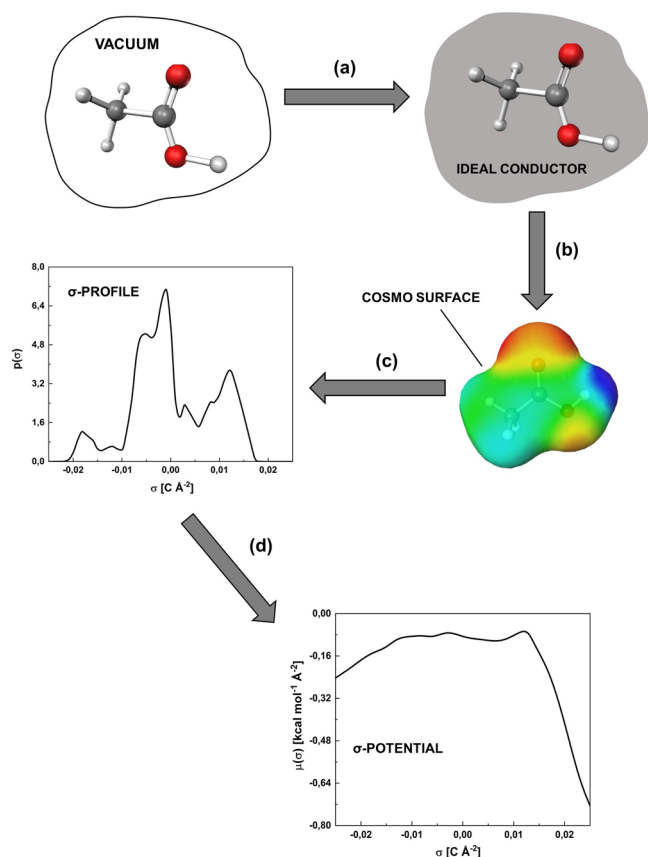 VACUUM
(a)
IDEAL CONDUCTOR
(b)
8,0
6,4
4,8
3,2
1,6
0,0
p(σ)
σ-PROFILE
-0,02
-0,01
0,00
0,01
0,02
σ [C Å⁻²]
COSMO SURFACE
(c)
(d)
0,00
-0,16
-0,32
-0,48
-0,64
-0,80
μ(σ) [kcal mol⁻¹ Å⁻²]
σ-POTENTIAL
-0,02
-0,01
0,00
0,01
0,02
σ [C Å⁻²]